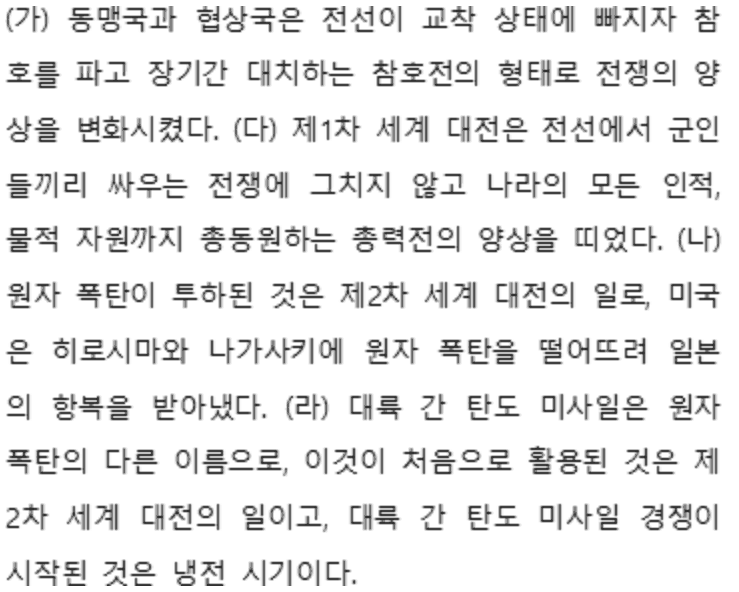 (가) 동맹국과 협상국은 전선이 교착 상태에 빠지자 참
호를 파고 장기간 대치하는 참호전의 형태로 전쟁의 양
상을 변화시켰다. (다) 제1차 세계 대전은 전선에서 군인
들끼리 싸우는 전쟁에 그치지 않고 나라의 모든 인적,
물적 자원까지 총동원하는 총력전의 양상을 띠었다. (나)
원자 폭탄이 투하된 것은 제2차 세계 대전의 일로, 미국
은 히로시마와 나가사키에 원자 폭탄을 떨어뜨려 일본
의 항복을 받아냈다. (라) 대륙 간 탄도 미사일은 원자
폭탄의 다른 이름으로, 이것이 처음으로 활용된 것은 제
2차 세계 대전의 일이고, 대륙 간 탄도 미사일 경쟁이
시작된 것은 냉전 시기이다.